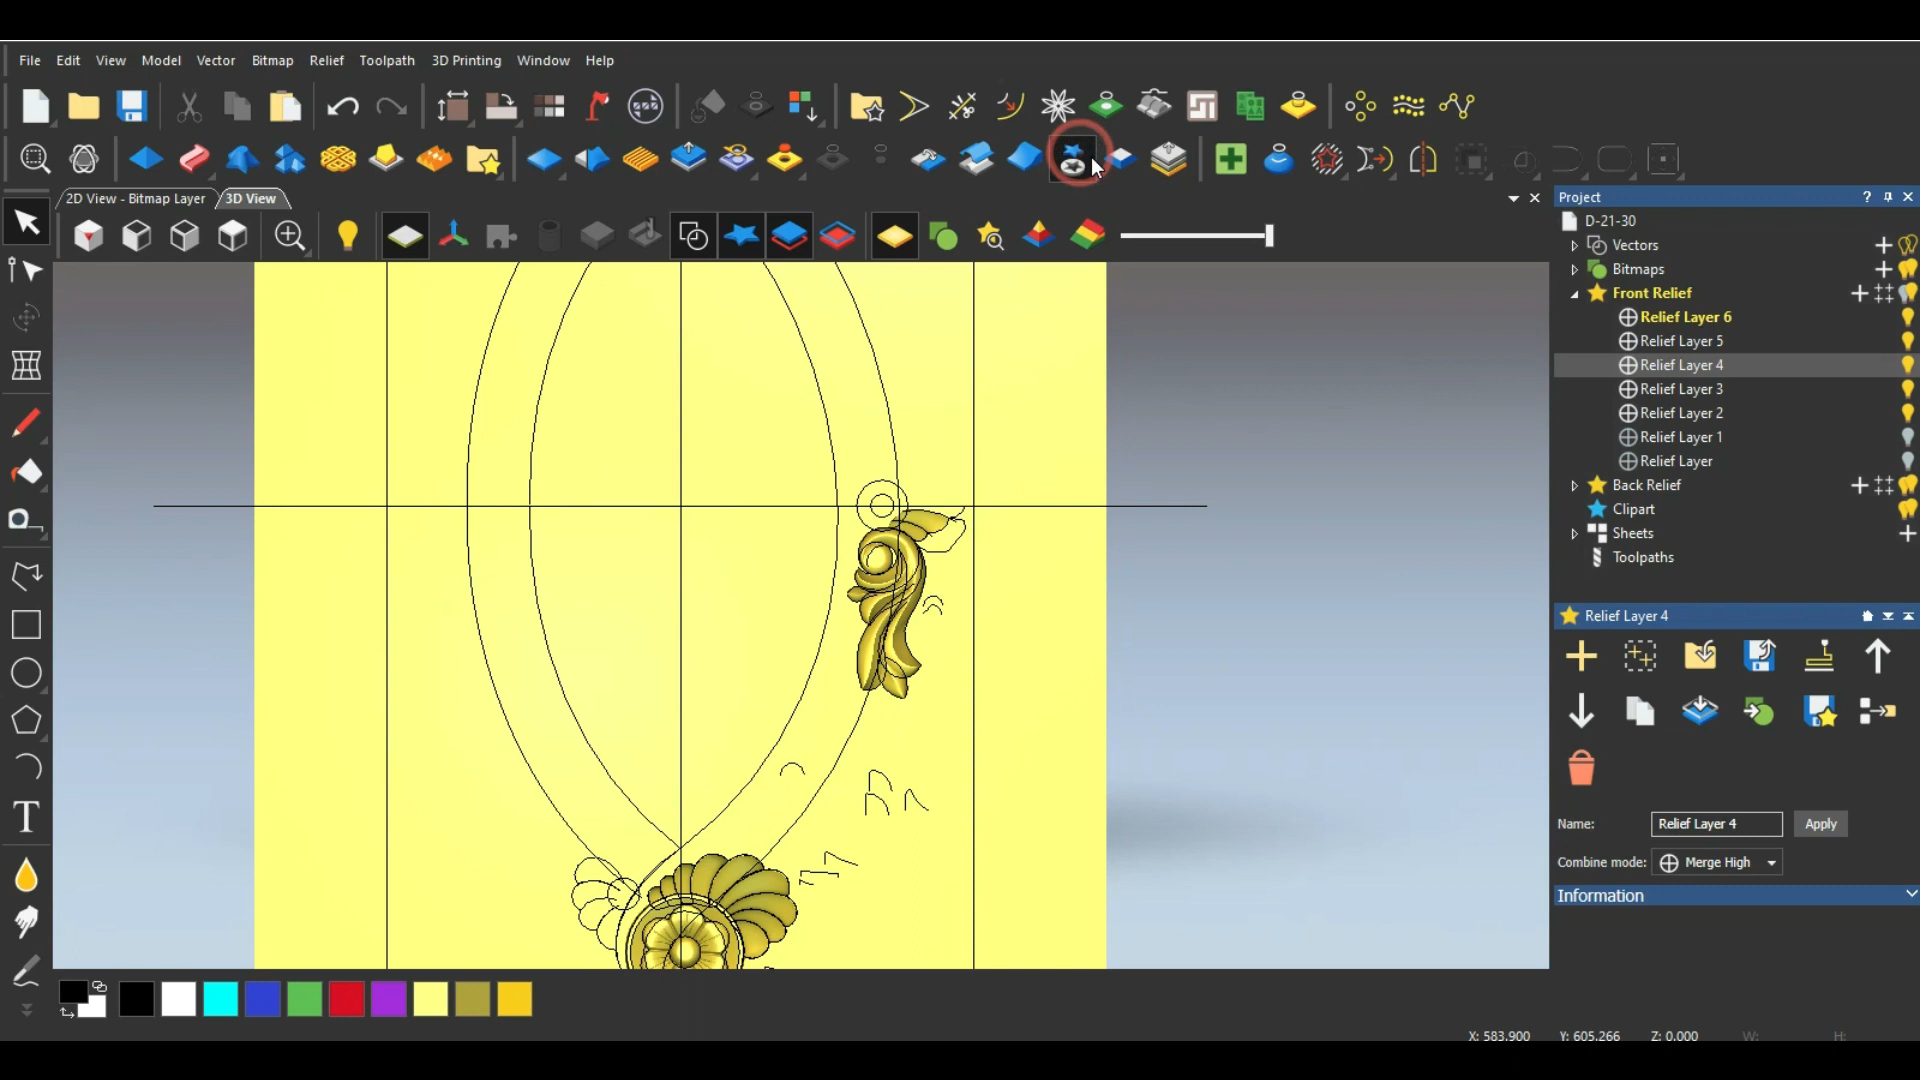 File Edit View Model Vector Bitmap Relief Toolpath 3D Printing Window Help
2D View - Bitmap Layer 3D View
Project
D-21-30
Vectors
Bitmaps
Front Relief
Relief Layer 6
Relief Layer 5
Relief Layer 4
Relief Layer 3
Relief Layer 2
Relief Layer 1
Relief Layer
Back Relief
Clipart
Sheets
Toolpaths
Relief Layer 4
Name: Relief Layer 4 Apply
Combine mode: Merge High
Information
X: 583.900 Y: 605.266 Z: 0.000 W: H: